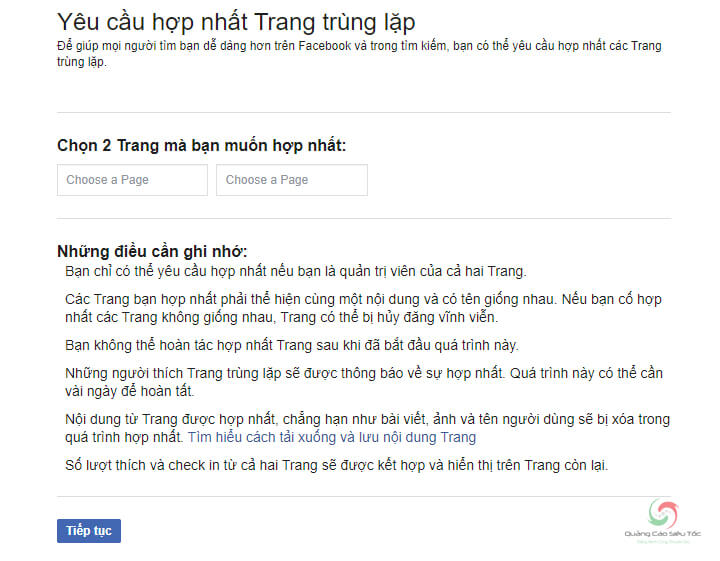 Yêu cầu hợp nhất Trang trùng lặp
Để giúp mọi người tìm bạn dễ dàng hơn trên Facebook và trong tìm kiếm, bạn có thể yêu cầu hợp nhất các Trang
trùng lặp.
Chọn 2 Trang mà bạn muốn hợp nhất:
Choose a Page
Choose a Page
Những điều cần ghi nhớ:
Bạn chỉ có thể yêu cầu hợp nhất nếu bạn là quản trị viên của cả hai Trang.
Các Trang bạn hợp nhất phải thể hiện cùng một nội dung và có tên giống nhau. Nếu bạn cố hợp
nhất các Trang không giống nhau, Trang có thể bị hủy đăng vĩnh viễn.
Bạn không thể hoàn tác hợp nhất Trang sau khi đã bắt đầu quá trình này.
Những người thích Trang trùng lặp sẽ được thông báo về sự hợp nhất. Quá trình này có thể cần
vài ngày để hoàn tất.
Nội dung từ Trang được hợp nhất, chẳng hạn như bài viết, ảnh và tên người dùng sẽ bị xóa trong
quá trình hợp nhất. Tìm hiểu cách tải xuống và lưu nội dung Trang
Số lượt thích và check in từ cả hai Trang sẽ được kết hợp và hiển thị trên Trang còn lại.
Tiếp tục
Quảng Cáo Siêu Tốc